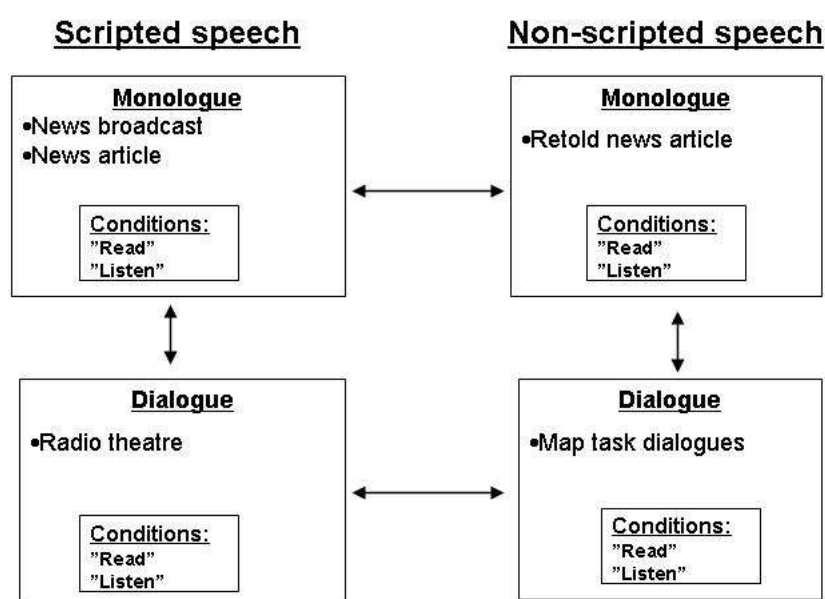 Scripted speech
Non-scripted speech
Monologue
•News broadcast
•News article
Conditions:
”Read”
”Listen”
Monologue
•Retold news article
Conditions:
”Read”
”Listen”
Dialogue
•Radio theatre
Conditions:
”Read”
”Listen”
Dialogue
•Map task dialogues
Conditions:
”Read”
”Listen”